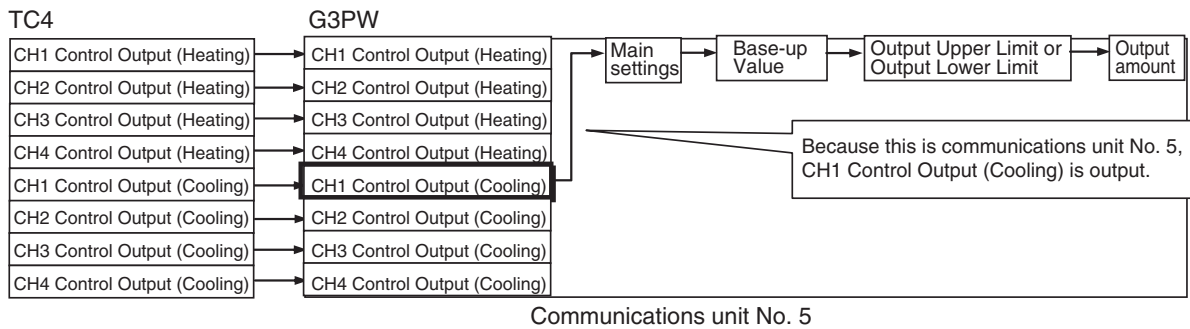 TC4
G3PW
CH1 Control Output (Heating)
CH2 Control Output (Heating)
CH3 Control Output (Heating)
CH4 Control Output (Heating)
CH1 Control Output (Cooling)
CH2 Control Output (Cooling)
CH3 Control Output (Cooling)
CH4 Control Output (Cooling)
CH1 Control Output (Heating)
CH2 Control Output (Heating)
CH3 Control Output (Heating)
CH4 Control Output (Heating)
CH1 Control Output (Cooling)
CH2 Control Output (Cooling)
CH3 Control Output (Cooling)
CH4 Control Output (Cooling)
Main
settings
Base-up
Value
Output Upper Limit or
Output Lower Limit
Output
amount
Because this is communications unit No. 5,
CH1 Control Output (Cooling) is output.
Communications unit No. 5